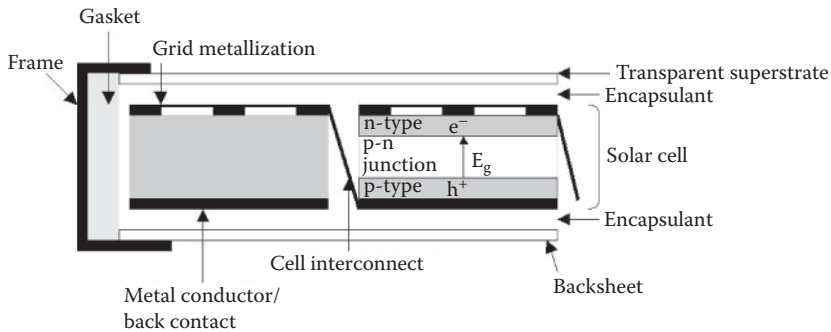 Gasket
Grid metallization
Frame
Transparent superstrate
Encapsulant
n-type e⁻
p-n
junction
E_g
p-type h⁺
Solar cell
Encapsulant
Cell interconnect
Backsheet
Metal conductor/
back contact